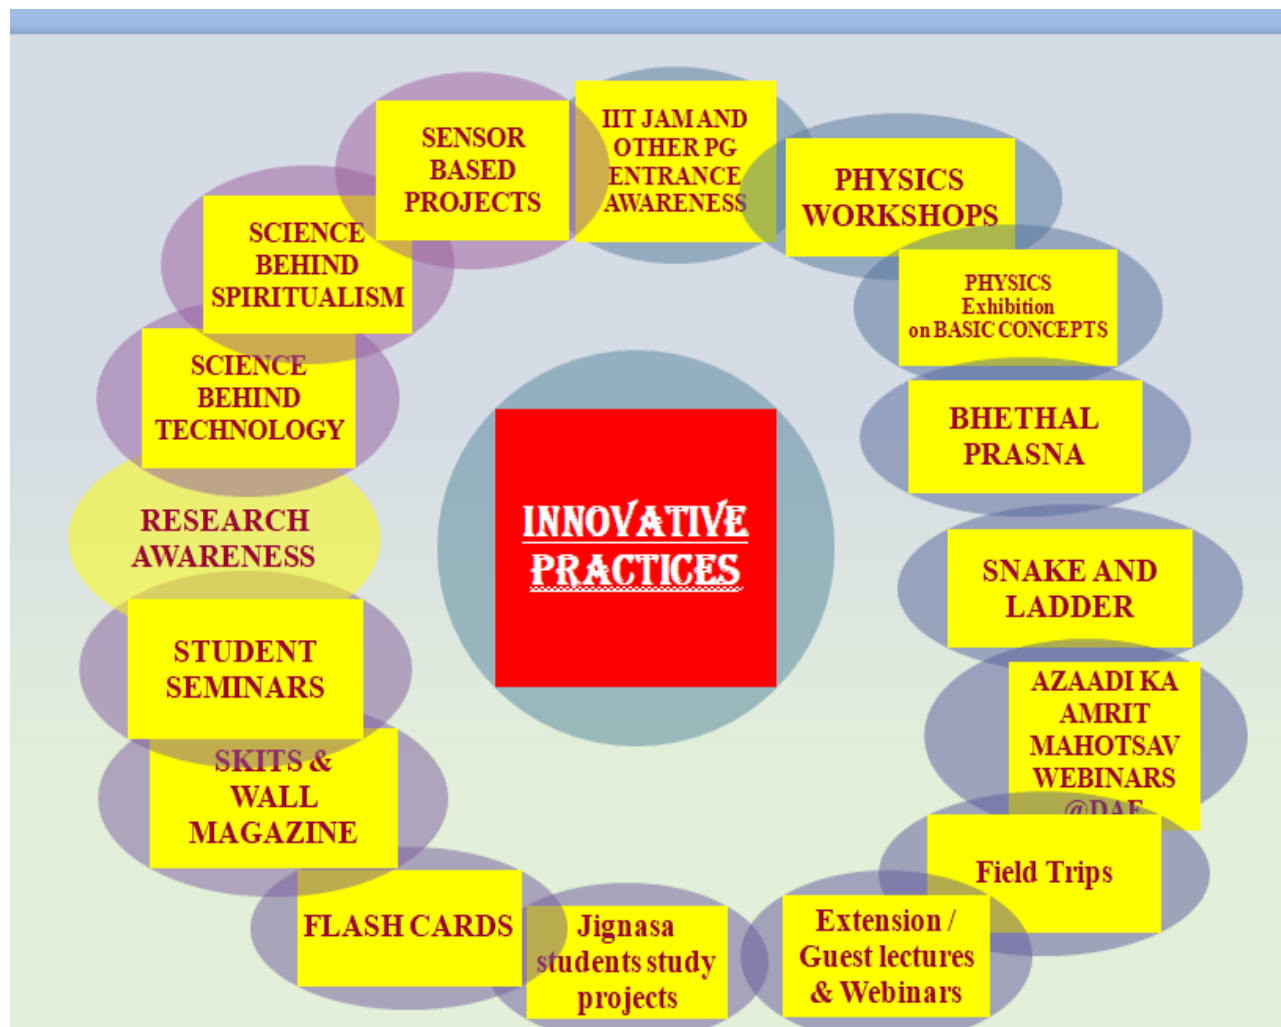 INNOVATIVE
PRACTICES
IIT JAM AND
OTHER PG
ENTRANCE
AWARENESS
PHYSICS
WORKSHOPS
PHYSICS
Exhibition
on BASIC CONCEPTS
BHETHAL
PRASNA
SNAKE AND
LADDER
AZAADI KA
AMRIT
MAHOTSAV
WEBINARS
@DAE
Field Trips
Extension /
Guest lectures
& Webinars
Jignasa
students study
projects
FLASH CARDS
SKITS &
WALL
MAGAZINE
STUDENT
SEMINARS
RESEARCH
AWARENESS
SCIENCE
BEHIND
TECHNOLOGY
SCIENCE
BEHIND
SPIRITUALISM
SENSOR
BASED
PROJECTS